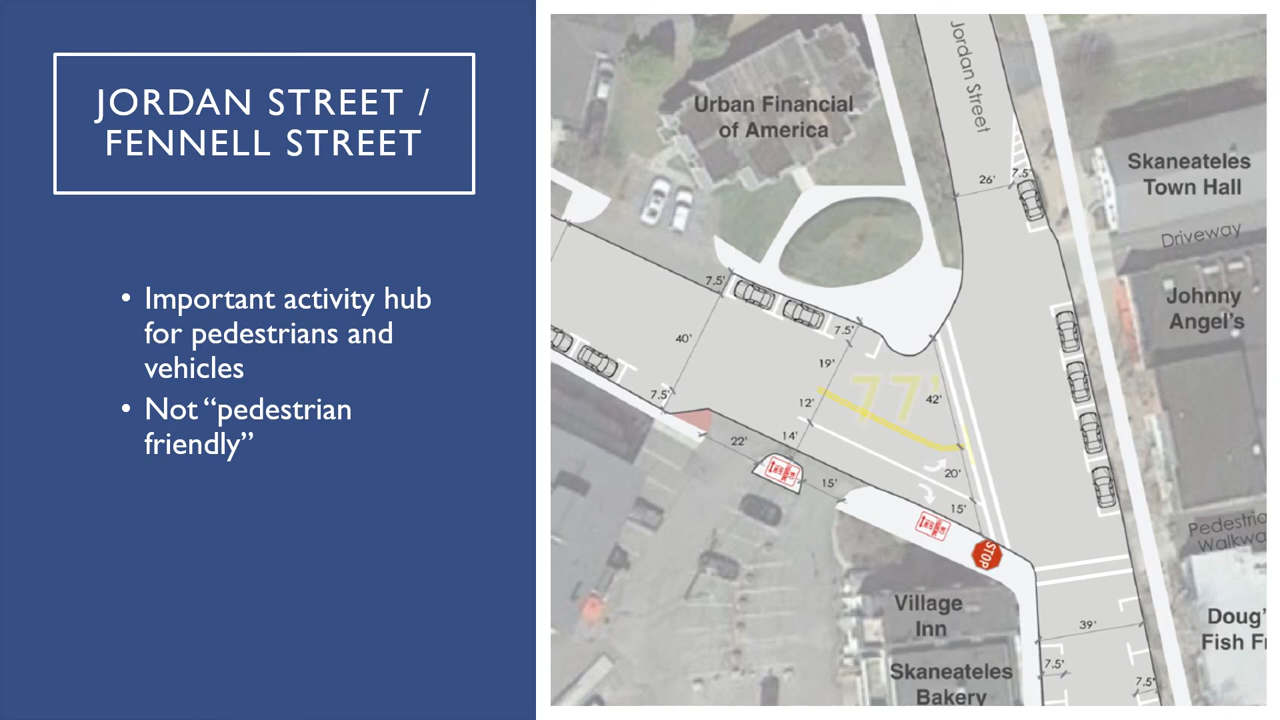 JORDAN STREET /
FENNELL STREET
• Important activity hub
for pedestrians and
vehicles
• Not “pedestrian
friendly”
Jordan Street
Urban Financial
of America
Skaneateles
Town Hall
26'
7.5'
Driveway
Johnny
Angel’s
7.5'
7.5'
40'
19'
77'
7.5'
12'
42'
14'
22'
20'
15'
15'
STOP
Pedestria
Walkwa
Village
Inn
Doug’
Fish Fr
39'
Skaneateles
Bakery
7.5'
7.5'